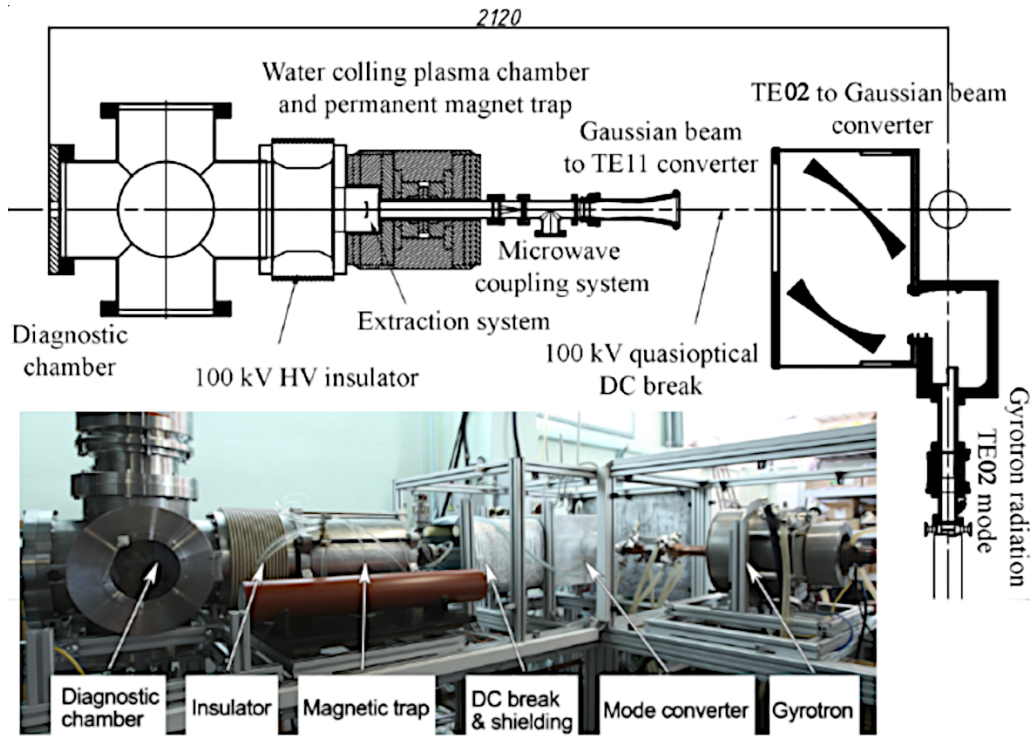 2120
Water colling plasma chamber
and permanent magnet trap
TE02 to Gaussian beam
converter
Gaussian beam
to TE11 converter
Microwave
coupling system
Extraction system
Diagnostic
chamber
100 kV HV insulator
100 kV quasioptical
DC break
Gyrotron radiation
TE02 mode
Diagnostic
chamber
Insulator
Magnetic trap
DC break
& shielding
Mode converter
Gyrotron